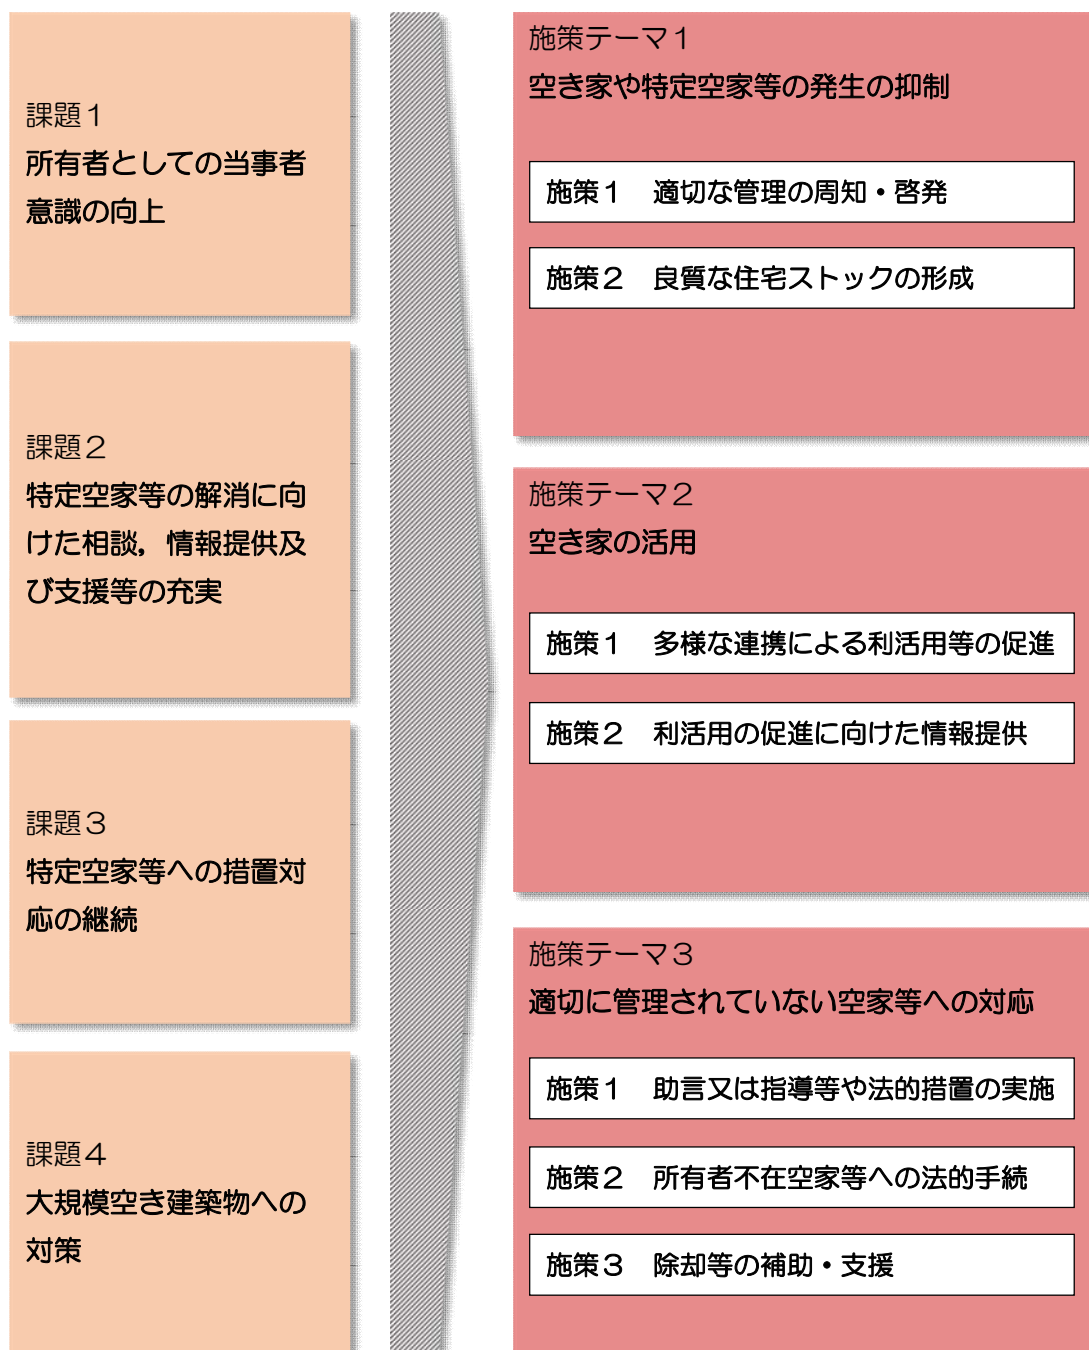 課題１
所有者としての当事者
意識の向上
課題２
特定空家等の解消に向
けた相談，情報提供及
び支援等の充実
課題３
特定空家等への措置対
応の継続
課題４
大規模空き建築物への
対策
施策テーマ１
空き家や特定空家等の発生の抑制
施策１　適切な管理の周知・啓発
施策２　良質な住宅ストックの形成
施策テーマ２
空き家の活用
施策１　多様な連携による利活用等の促進
施策２　利活用の促進に向けた情報提供
施策テーマ３
適切に管理されていない空家等への対応
施策１　助言又は指導等や法的措置の実施
施策２　所有者不在空家等への法的手続
施策３　除却等の補助・支援